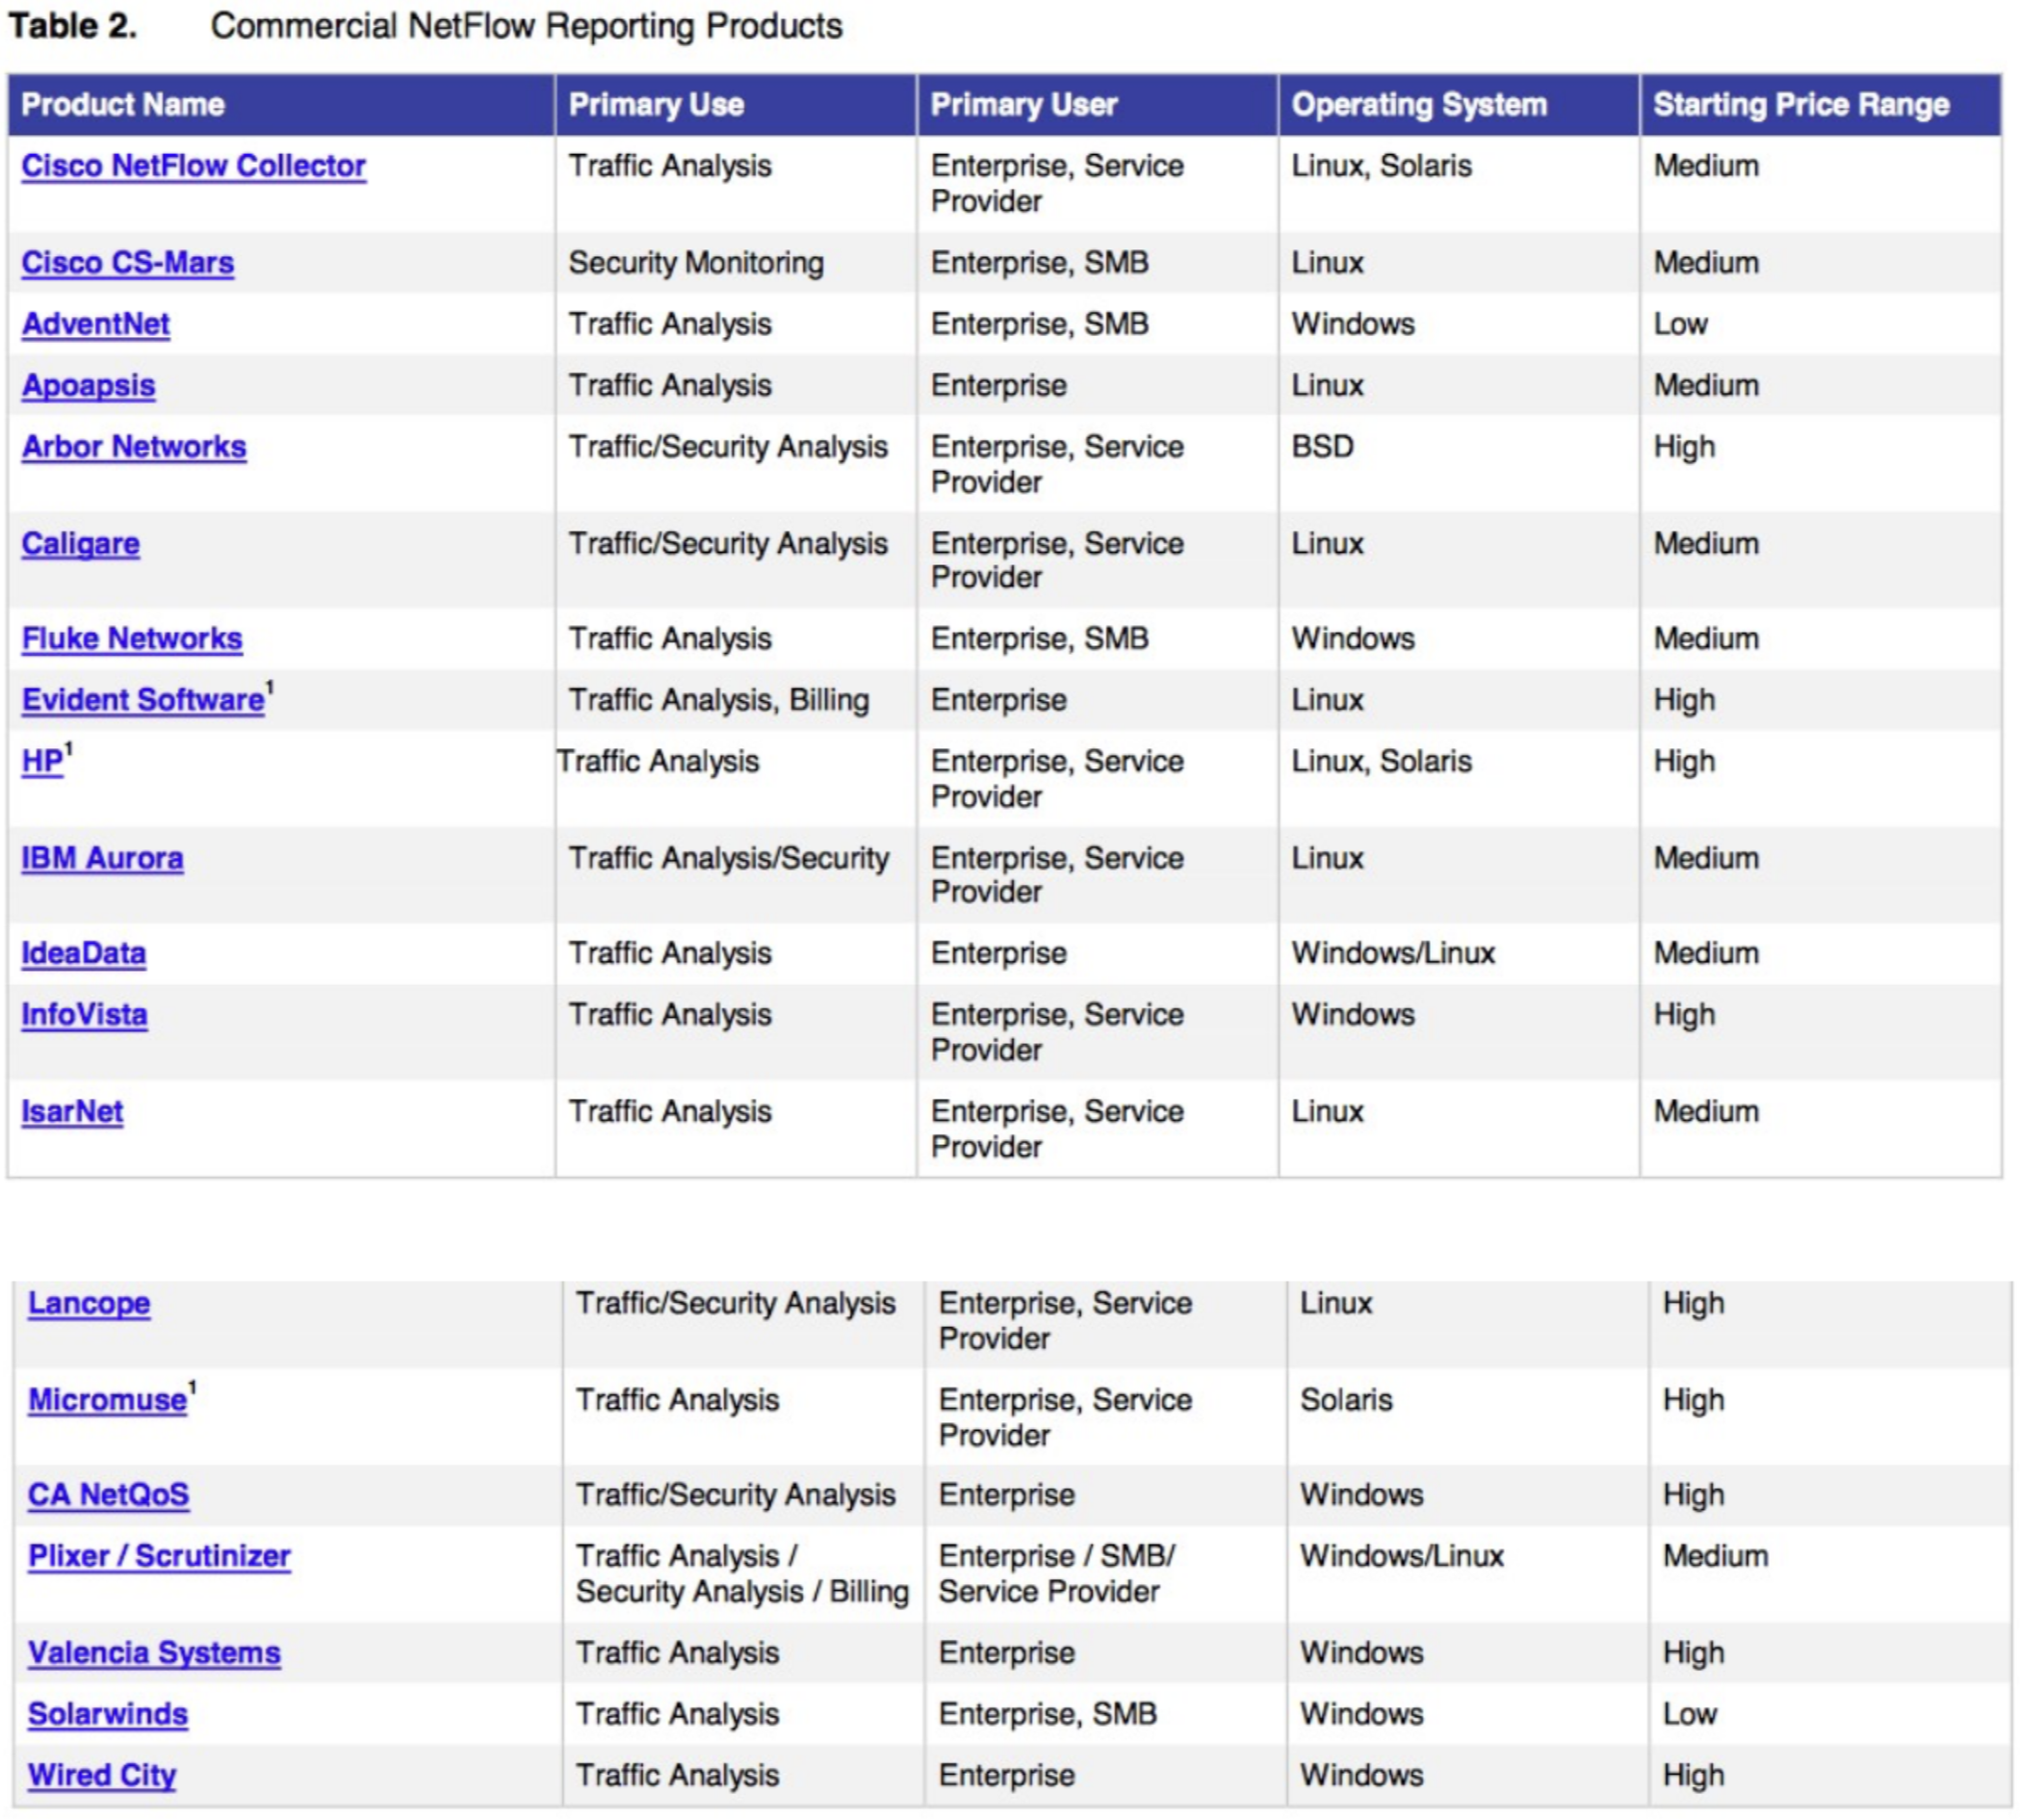 Table 2. Commercial NetFlow Reporting Products
Product Name Primary Use Primary User Operating System Starting Price Range
Cisco NetFlow Collector Traffic Analysis Enterprise, Service Linux, Solaris Medium
Provider
Cisco CS-Mars Security Monitoring Enterprise, SMB Linux Medium
AdventNet Traffic Analysis Enterprise, SMB Windows Low
Apoapsis Traffic Analysis Enterprise Linux Medium
Arbor Networks Traffic/Security Analysis Enterprise, Service BSD High
Provider
Caligare Traffic/Security Analysis Enterprise, Service Linux Medium
Provider
Fluke Networks Traffic Analysis Enterprise, SMB Windows Medium
Evident Software¹ Traffic Analysis, Billing Enterprise Linux High
HP¹ Traffic Analysis Enterprise, Service Linux, Solaris High
Provider
IBM Aurora Traffic Analysis/Security Enterprise, Service Linux Medium
Provider
IdeaData Traffic Analysis Enterprise Windows/Linux Medium
InfoVista Traffic Analysis Enterprise, Service Windows High
Provider
IsarNet Traffic Analysis Enterprise, Service Linux Medium
Provider
Lancope Traffic/Security Analysis Enterprise, Service Linux High
Provider
Micromuse¹ Traffic Analysis Enterprise, Service Solaris High
Provider
CA NetQoS Traffic/Security Analysis Enterprise Windows High
Plixer / Scrutinizer Traffic Analysis / Enterprise / SMB/ Windows/Linux Medium
Security Analysis / Billing Service Provider
Valencia Systems Traffic Analysis Enterprise Windows High
Solarwinds Traffic Analysis Enterprise, SMB Windows Low
Wired City Traffic Analysis Enterprise Windows High